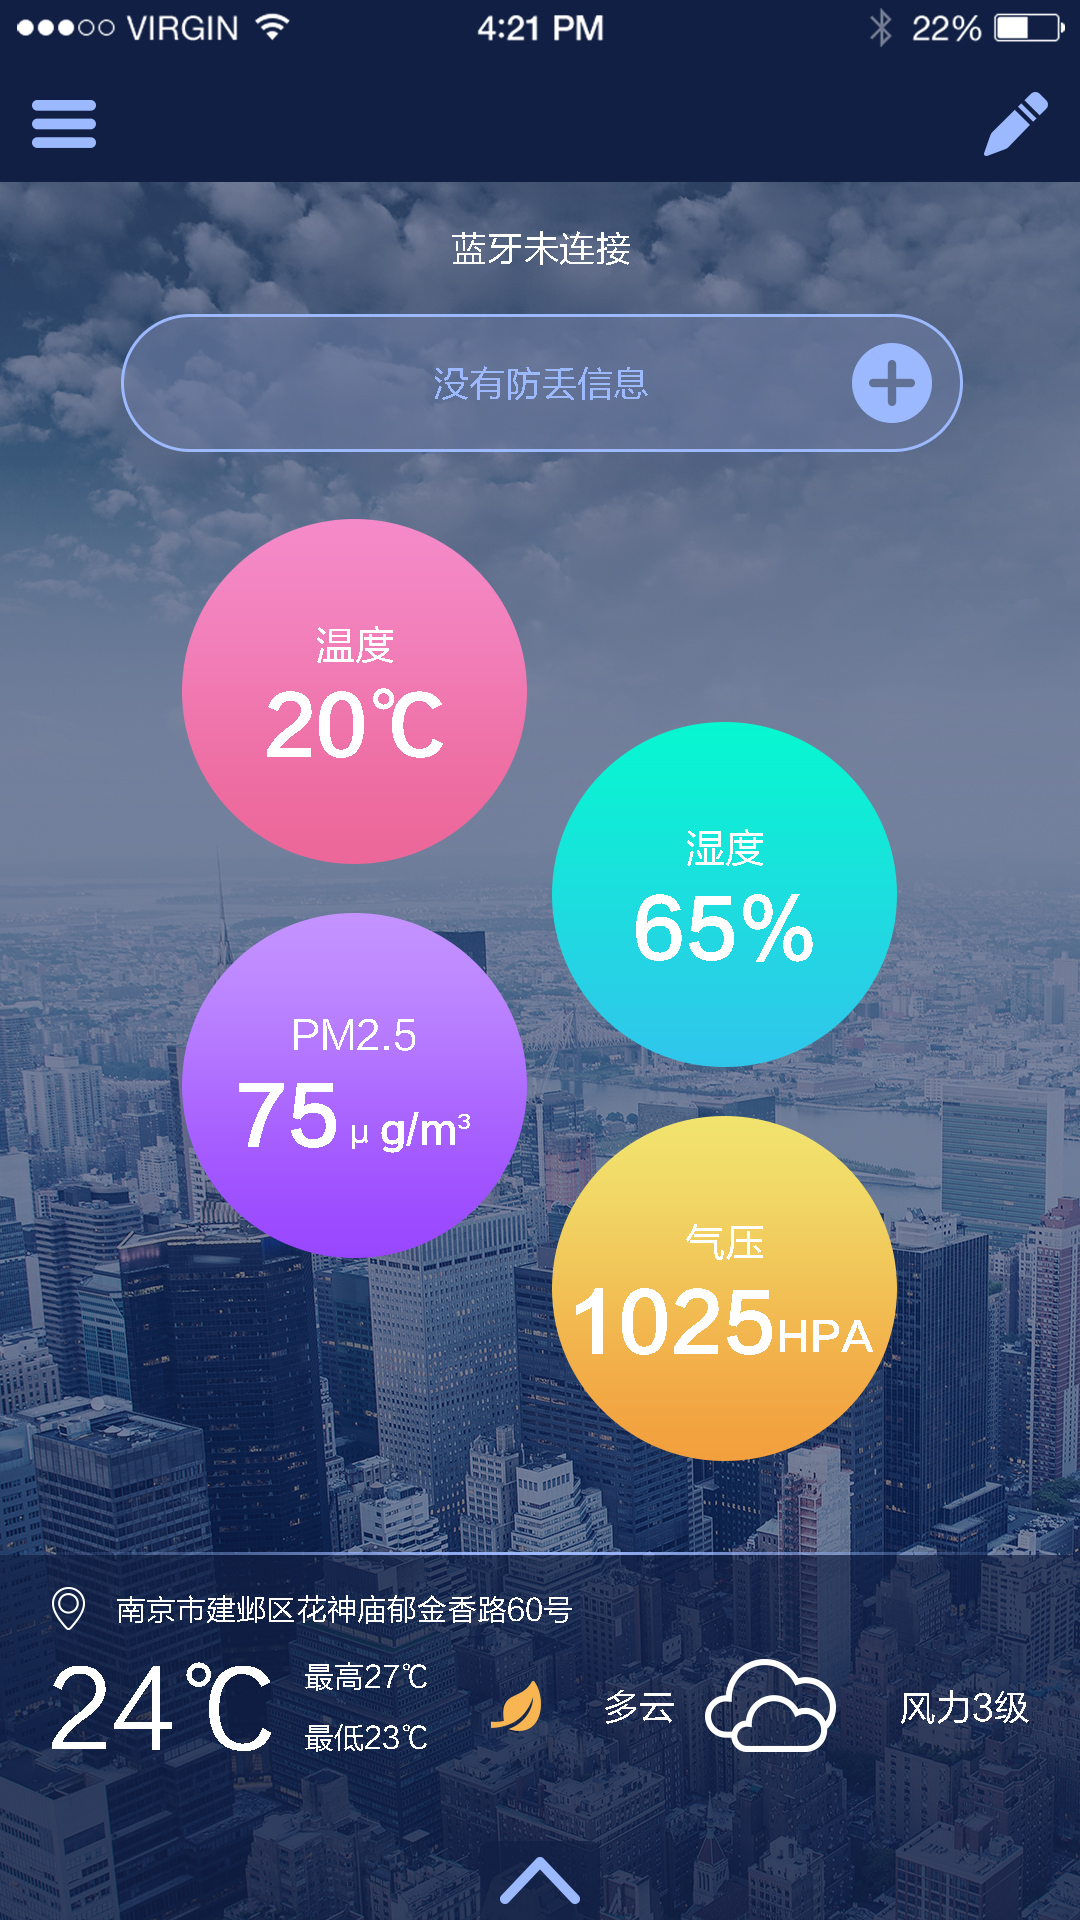 VIRGIN 4:21 PM 22%
蓝牙未连接
没有防丢信息
温度
20℃
湿度
65%
PM2.5
75 μ g/m³
气压
1025HPA
南京市建邺区花神庙郁金香路60号
24℃
最高27℃
最低23℃
多云
风力3级